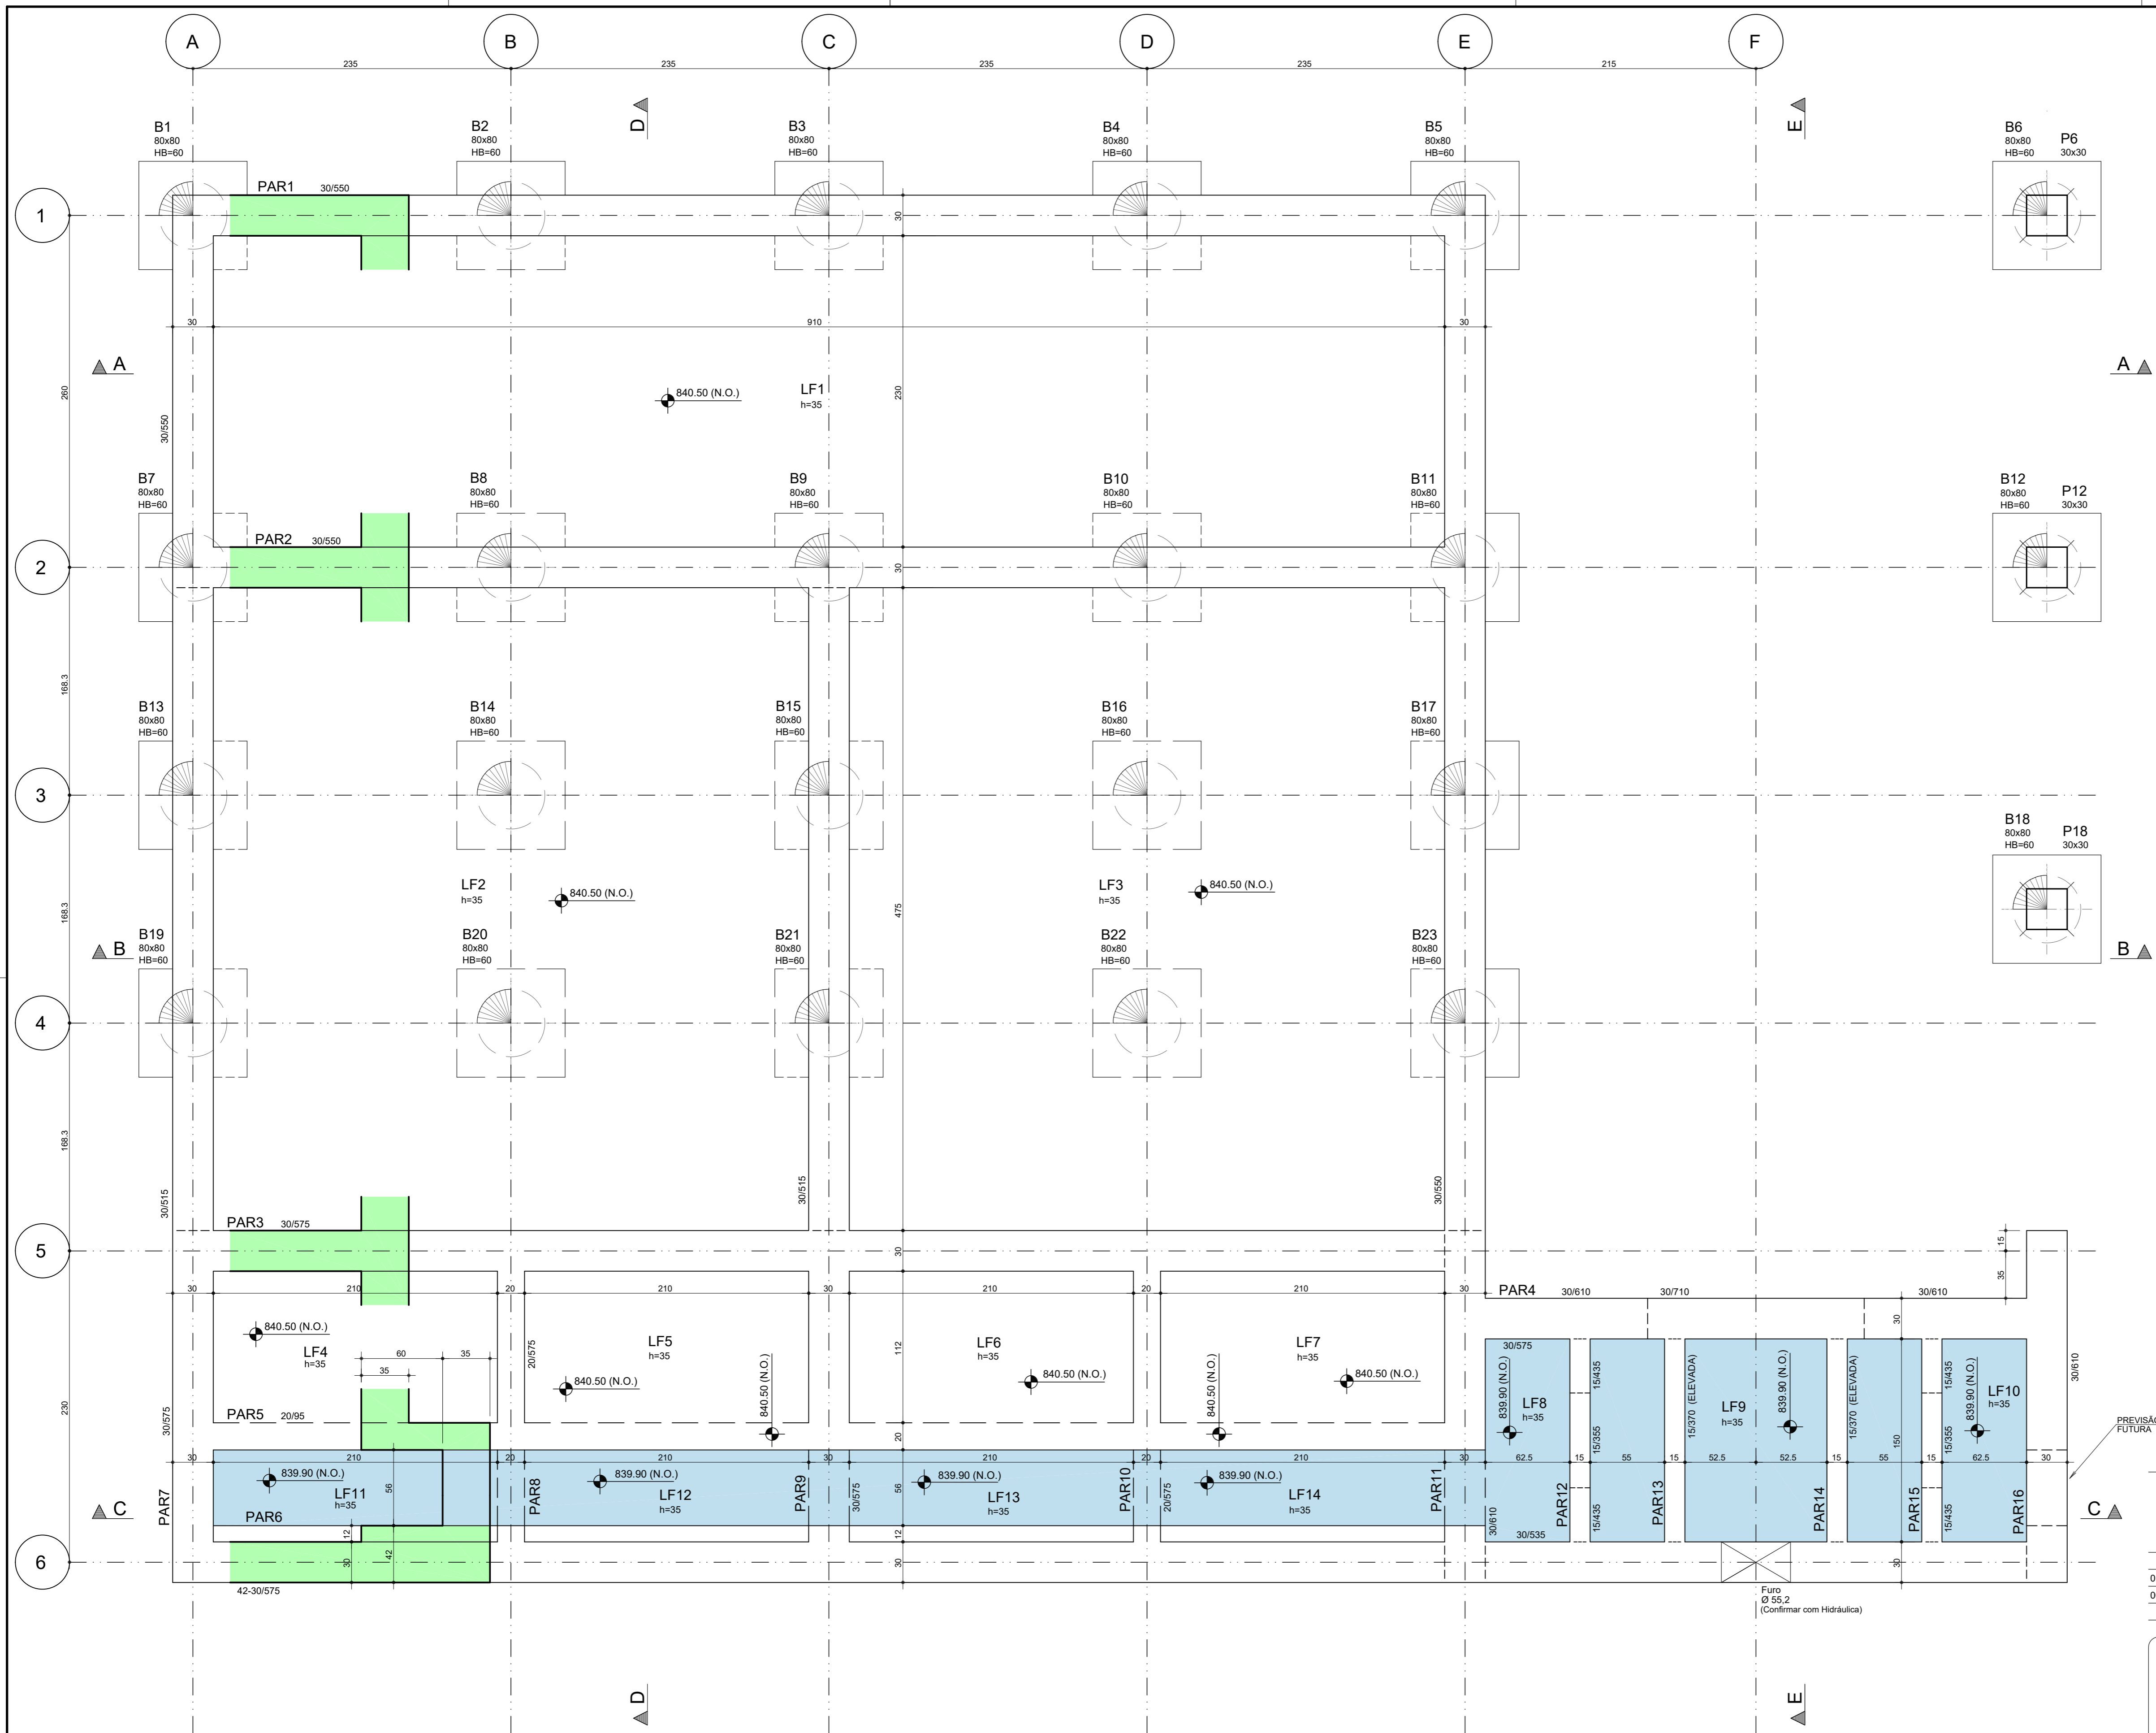 A
B
C
D
E
F
235
235
235
235
215
D
E
B1
80x80
HB=60
B2
80x80
HB=60
B3
80x80
HB=60
B4
80x80
HB=60
B5
80x80
HB=60
B6
80x80
HB=60
P6
30x30
PAR1
30/550
1
30
30
910
30
A
A
260
30/550
840.50 (N.O.)
LF1
h=35
230
B7
80x80
HB=60
B8
80x80
HB=60
B9
80x80
HB=60
B10
80x80
HB=60
B11
80x80
HB=60
B12
80x80
HB=60
P12
30x30
PAR2
30/550
2
30
168.3
B13
80x80
HB=60
B14
80x80
HB=60
B15
80x80
HB=60
B16
80x80
HB=60
B17
80x80
HB=60
3
B18
80x80
HB=60
P18
30x30
LF2
h=35
840.50 (N.O.)
LF3
h=35
840.50 (N.O.)
168.3
475
B
B
B19
80x80
HB=60
B20
80x80
HB=60
B21
80x80
HB=60
B22
80x80
HB=60
B23
80x80
HB=60
4
168.3
30/515
30/515
30/550
PAR3
30/575
5
30
15
35
30
210
20
210
30
210
20
210
30
PAR4
30/610
30/710
30/610
840.50 (N.O.)
LF4
h=35
60
35
35
20/575
LF5
h=35
840.50 (N.O.)
840.50 (N.O.)
LF6
h=35
112
840.50 (N.O.)
840.50 (N.O.)
LF7
h=35
840.50 (N.O.)
30
30/575
30/610
839.90 (N.O.)
LF8
h=35
15/435
15/370 (ELEVADA)
LF9
h=35
839.90 (N.O.)
15/370 (ELEVADA)
15/435
839.90 (N.O.)
LF10
h=35
230
30/575
PAR5
20/95
20
15/355
150
15/355
PREVISÃO
FUTURA
30
210
20
210
30
210
20
210
30
62.5
15
55
15
52.5
52.5
15
55
15
62.5
30
839.90 (N.O.)
LF11
h=35
56
839.90 (N.O.)
LF12
h=35
839.90 (N.O.)
LF13
h=35
56
839.90 (N.O.)
LF14
h=35
C
PAR7
PAR6
PAR8
PAR9
30/575
PAR10
20/575
PAR11
30/610
PAR12
15/435
PAR13
PAR14
PAR15
15/435
PAR16
C
12
12
30/535
6
30
42
30
30
42-30/575
Furo
Ø 55,2
(Confirmar com Hidráulica)
0
0
D
E